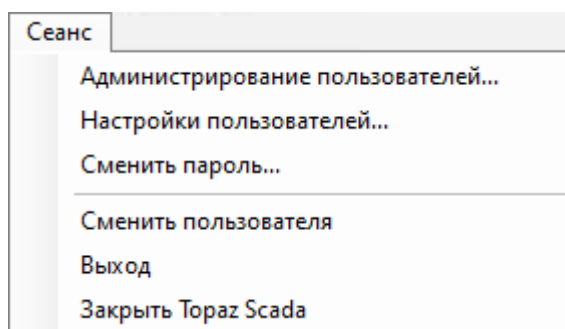 Сеанс
Администрирование пользователей...
Настройки пользователей...
Сменить пароль...
Сменить пользователя
Выход
Закрыть Topaz Scada